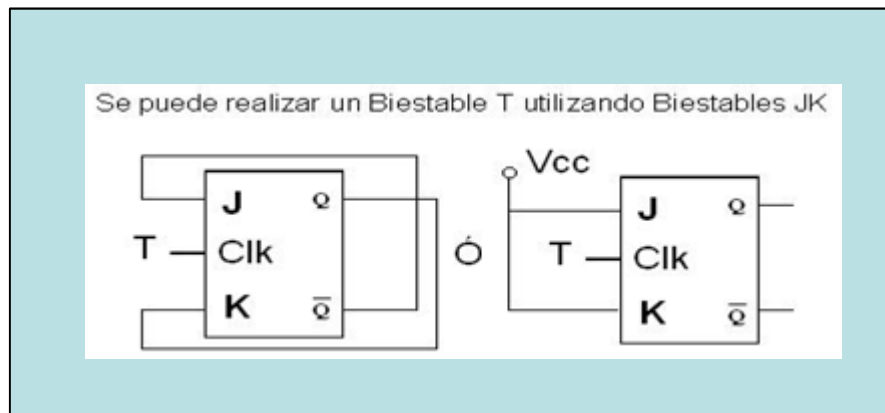 Se puede realizar un Biestable T utilizando Biestables JK
J Q
T Clk
K Q̅
Ó
Vcc
J Q
T Clk
K Q̅